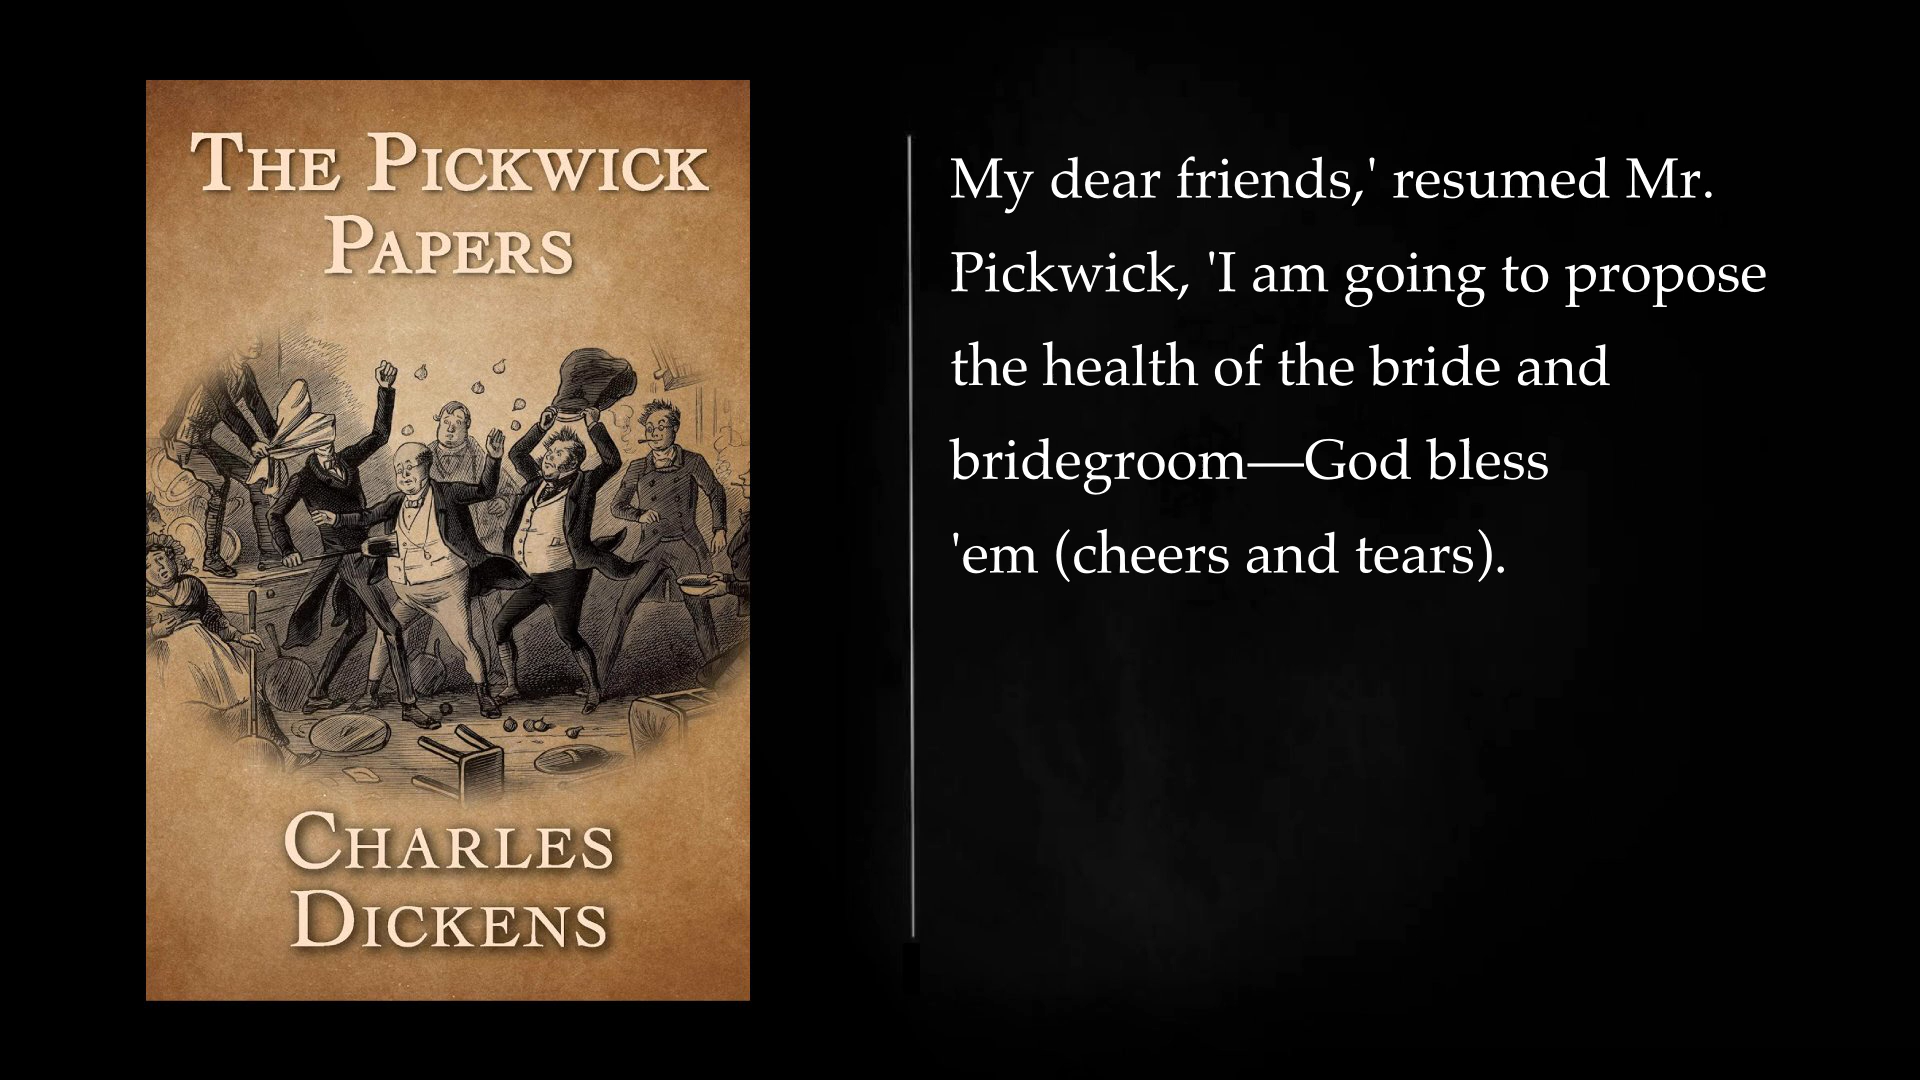 THE PICKWICK
PAPERS
CHARLES
DICKENS
My dear friends,' resumed Mr.
Pickwick, 'I am going to propose
the health of the bride and
bridegroom—God bless
'em (cheers and tears).